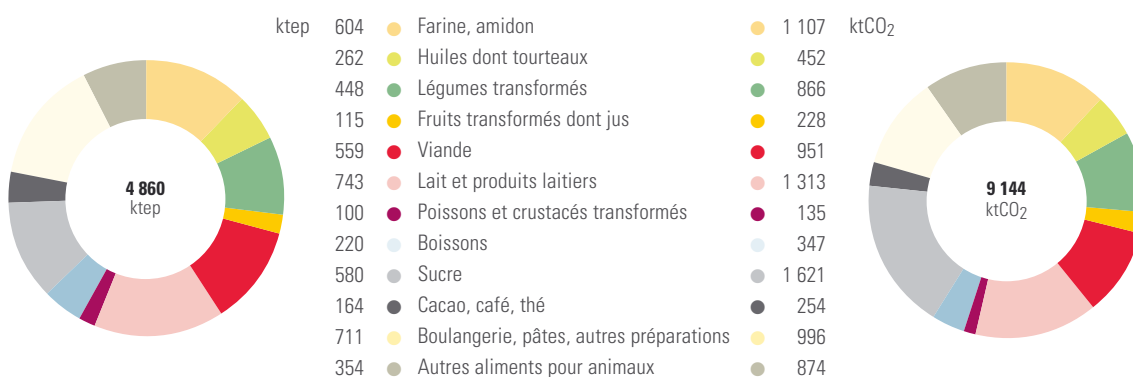 ktep 604 Farine, amidon 1 107 ktCO2
262 Huiles dont tourteaux 452
448 Légumes transformés 866
115 Fruits transformés dont jus 228
559 Viande 951
743 Lait et produits laitiers 1 313
100 Poissons et crustacés transformés 135
220 Boissons 347
580 Sucre 1 621
164 Cacao, café, thé 254
711 Boulangerie, pâtes, autres préparations 996
354 Autres aliments pour animaux 874
4 860
ktep
9 144
ktCO2